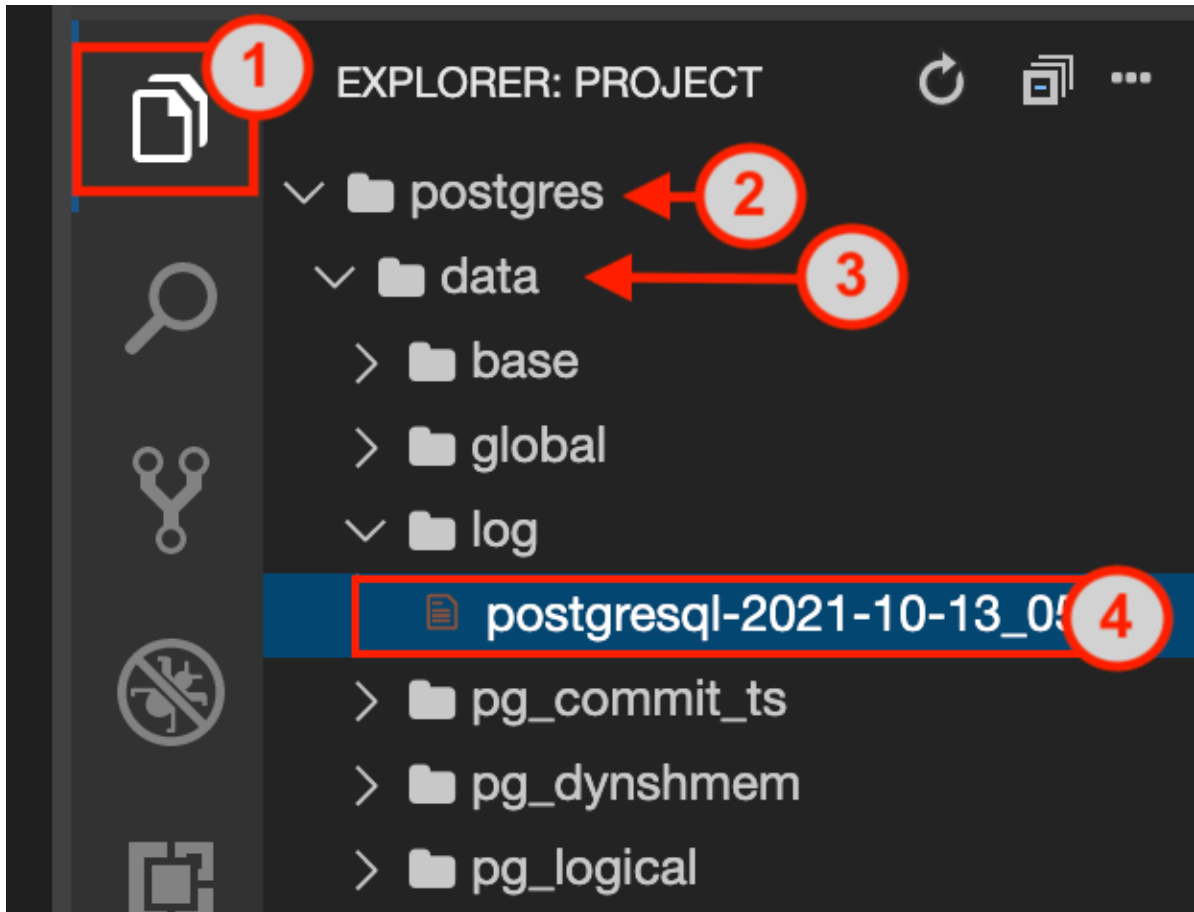 1
EXPLORER: PROJECT
postgres 2
data 3
base
global
log
postgresql-2021-10-13_05 4
pg_commit_ts
pg_dynshmem
pg_logical